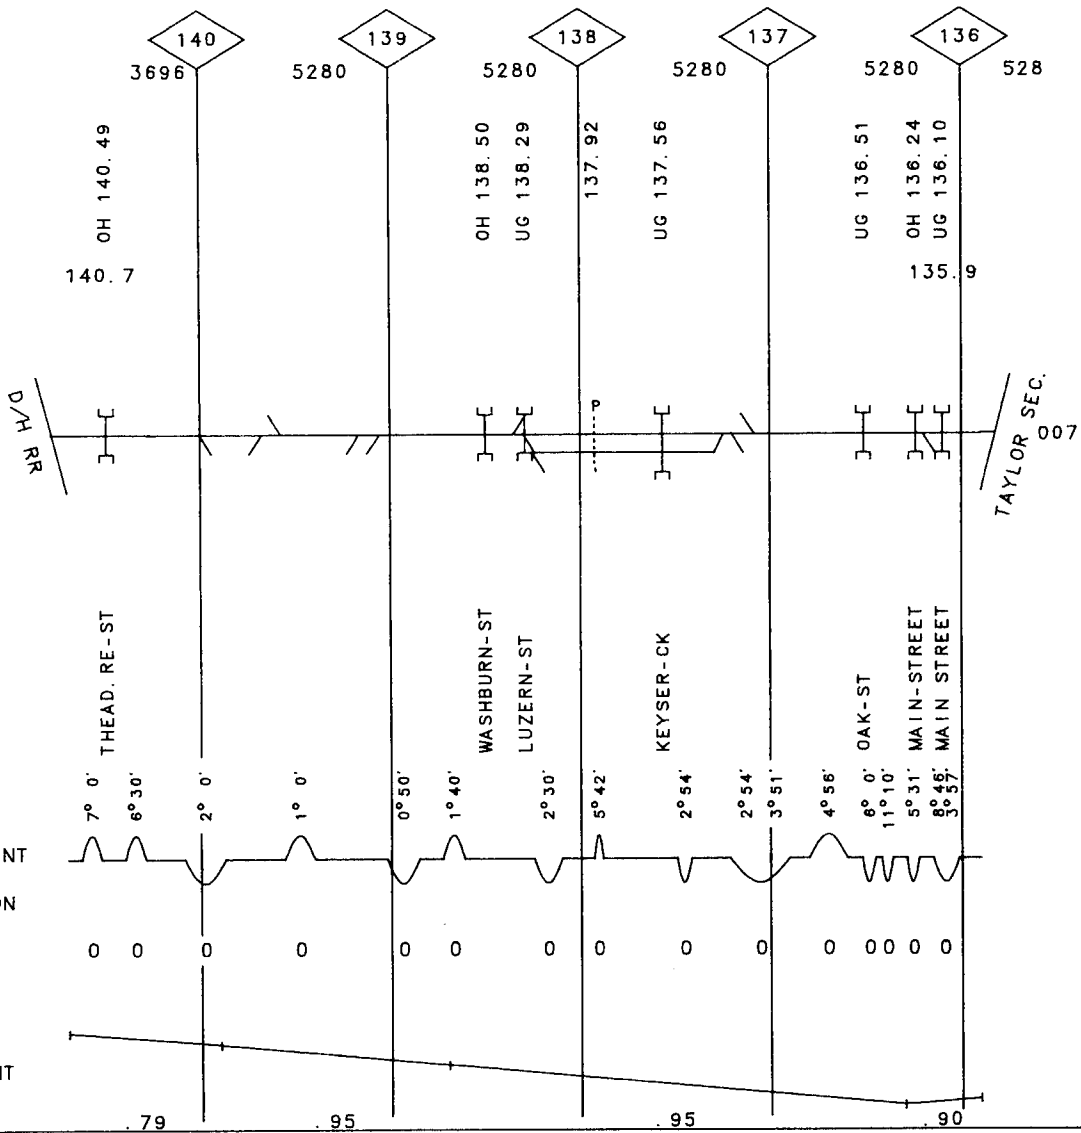 140 139 138 137 136
3696 5280 5280 5280 5280 528
OH 140.49
OH 138.50
UG 138.29
137.92
UG 137.56
UG 136.51
OH 136.24
UG 136.10
140.7
135.9
D/H RR
P
TAYLOR SEC.
007
THEAD.RE-ST
WASHBURN-ST
LUZERN-ST
KEYSER-CK
OAK-ST
MAIN-STREET
MAIN STREET
7° 0'
6°30'
2° 0'
1° 0'
0°50'
1°40'
2°30'
5°42'
2°54'
2°54'
3°51'
4°56'
6° 0'
11°10'
5°31'
8°46'
3°57'
NT
ON
0 0 0 0 0 0 0 0 0 0 0 0 0 0 0
NT
.79 .95 .95 .90